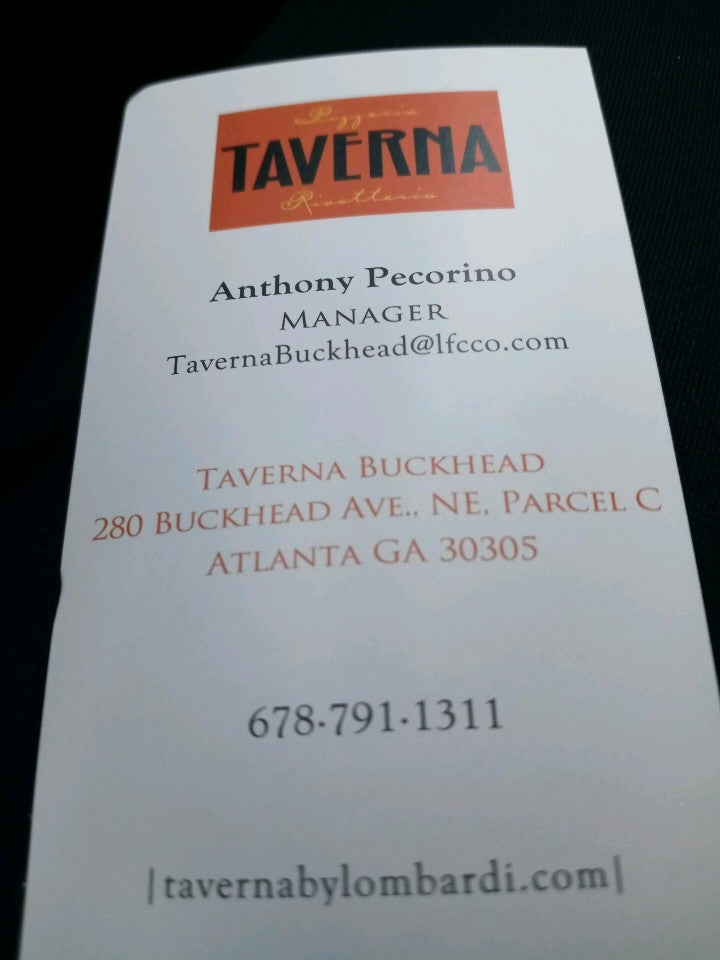 Pizzeria
TAVERNA
Risotteria
Anthony Pecorino
MANAGER
TavernaBuckhead@lfcco.com
TAVERNA BUCKHEAD
280 BUCKHEAD AVE., NE, PARCEL C
ATLANTA GA 30305
678·791·1311
|tavernabylombardi.com|